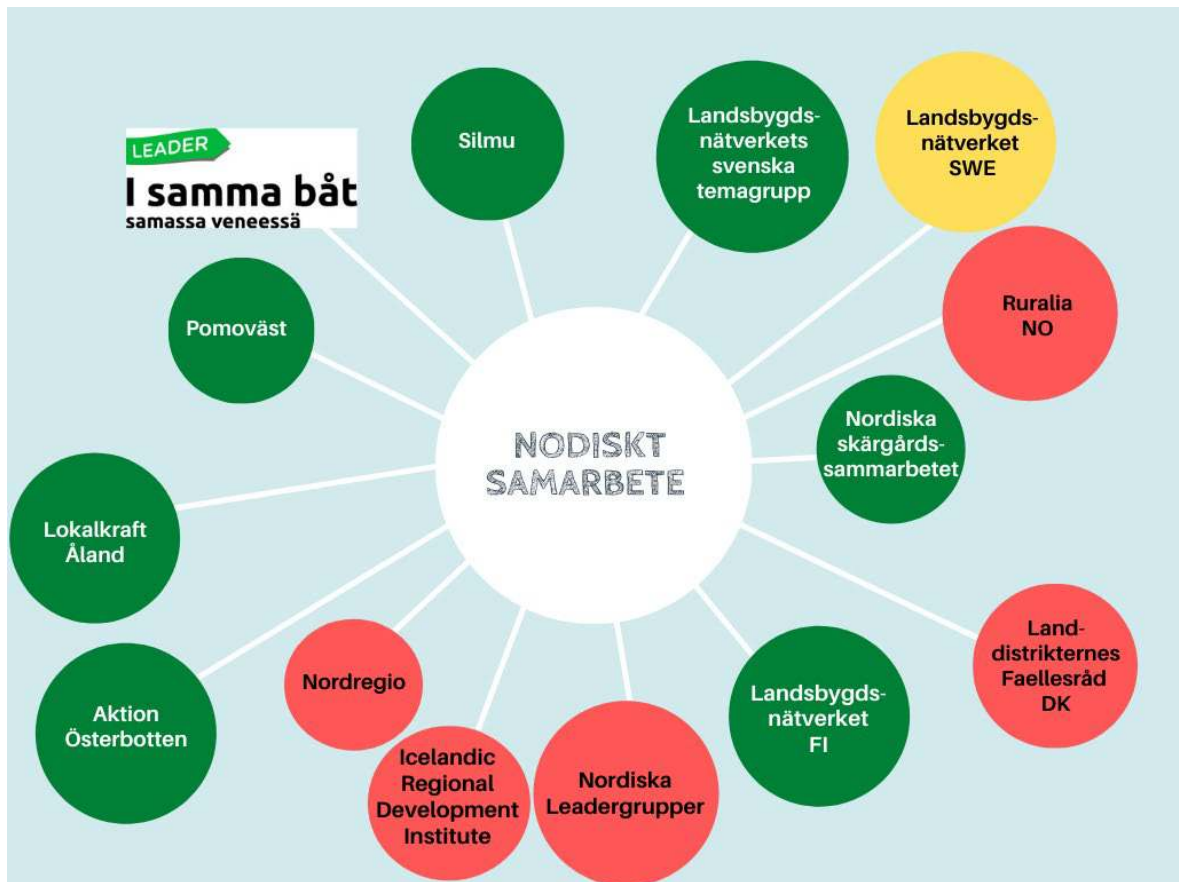 LEADER
I samma båt
samassa veneessä
Silmu
Landsbygds-
nätverkets
svenska
temagrupp
Landsbygds-
nätverket
SWE
Pomoväst
Ruralia
NO
NODISKT
SAMARBETE
Nordiska
skärgårds-
sammarbetet
Lokalkraft
Åland
Aktion
Österbotten
Nordregio
Icelandic
Regional
Development
Institute
Nordiska
Leadergrupper
Landsbygds-
nätverket
FI
Land-
distrikternes
Faellesråd
DK